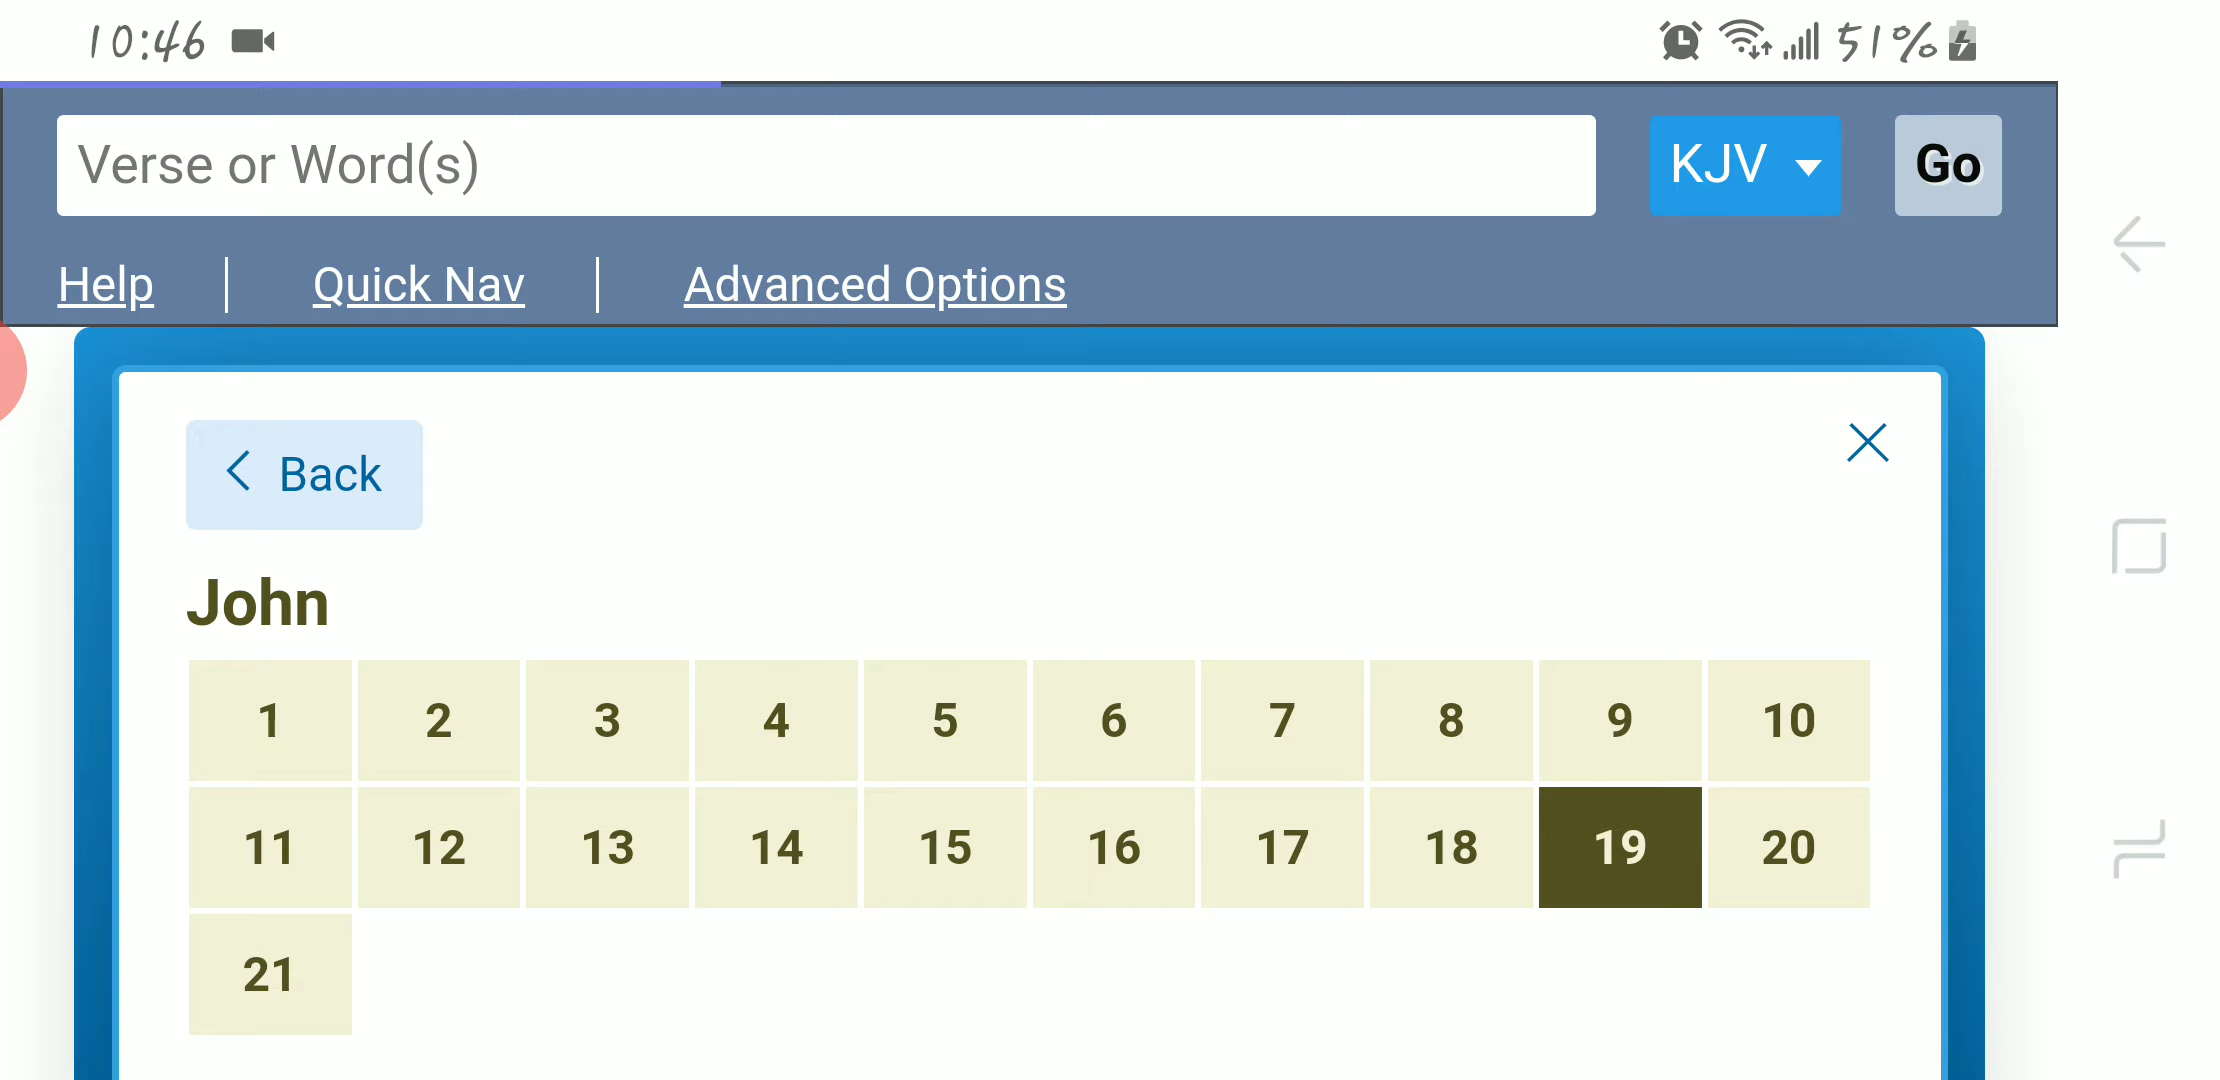 10:46 51%
Verse or Word(s) KJV Go
Help Quick Nav Advanced Options
Back
John
1 2 3 4 5 6 7 8 9 10
11 12 13 14 15 16 17 18 19 20
21